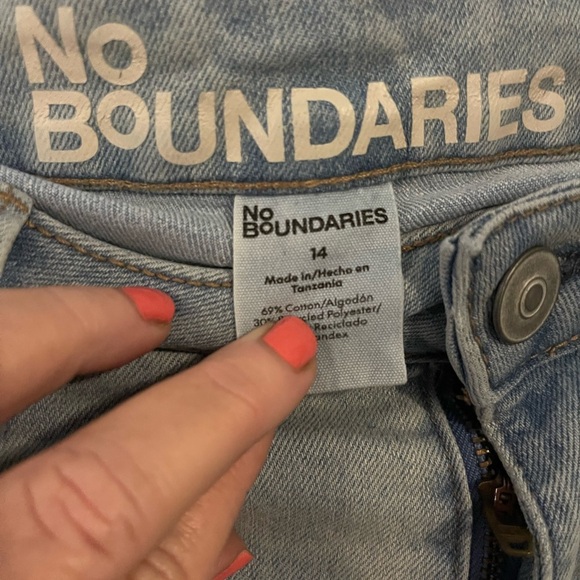 No
BOUNDARIES
No
BOUNDARIES
14
Made in/Hecho en
Tanzania
69% Cotton/Algodón
30% Polyester/
Reciclado